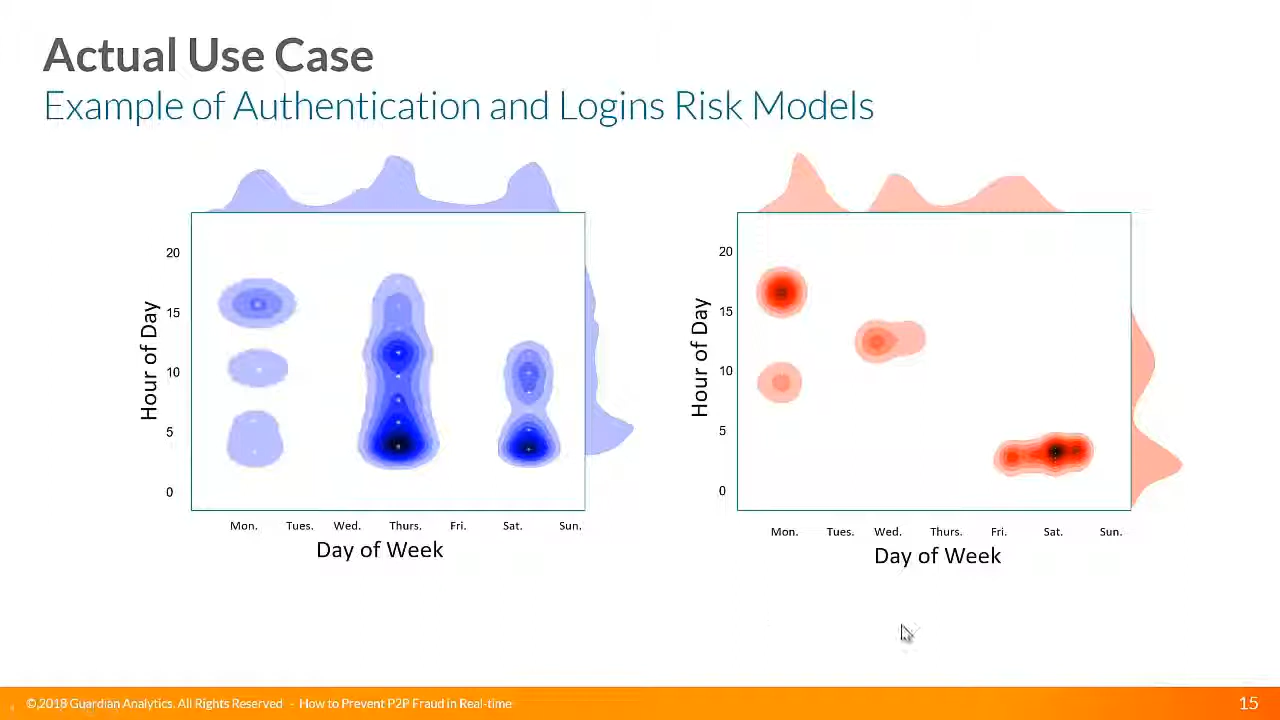 Actual Use Case
Example of Authentication and Logins Risk Models
20
15
10
5
0
Hour of Day
Mon. Tues. Wed. Thurs. Fri. Sat. Sun.
Day of Week
20
15
10
5
0
Hour of Day
Mon. Tues. Wed. Thurs. Fri. Sat. Sun.
Day of Week
©2018 Guardian Analytics. All Rights Reserved - How to Prevent P2P Fraud in Real-time
15